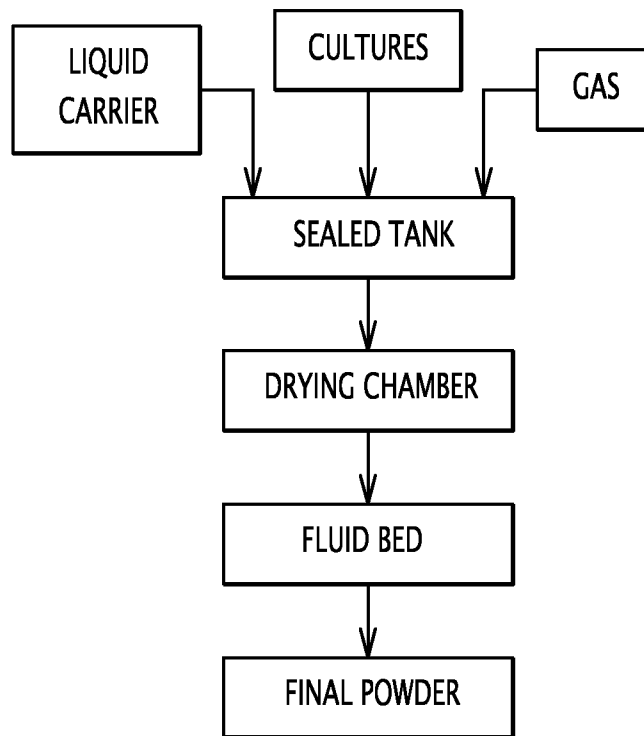 LIQUID
CARRIER
CULTURES
GAS
SEALED TANK
DRYING CHAMBER
FLUID BED
FINAL POWDER